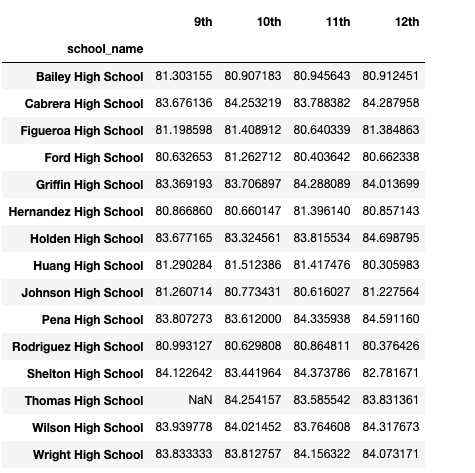 9th 10th 11th 12th
school_name
Bailey High School 81.303155 80.907183 80.945643 80.912451
Cabrera High School 83.676136 84.253219 83.788382 84.287958
Figueroa High School 81.198598 81.408912 80.640339 81.384863
Ford High School 80.632653 81.262712 80.403642 80.662338
Griffin High School 83.369193 83.706897 84.288089 84.013699
Hernandez High School 80.866860 80.660147 81.396140 80.857143
Holden High School 83.677165 83.324561 83.815534 84.698795
Huang High School 81.290284 81.512386 81.417476 80.305983
Johnson High School 81.260714 80.773431 80.616027 81.227564
Pena High School 83.807273 83.612000 84.335938 84.591160
Rodriguez High School 80.993127 80.629808 80.864811 80.376426
Shelton High School 84.122642 83.441964 84.373786 82.781671
Thomas High School NaN 84.254157 83.585542 83.831361
Wilson High School 83.939778 84.021452 83.764608 84.317673
Wright High School 83.833333 83.812757 84.156322 84.073171